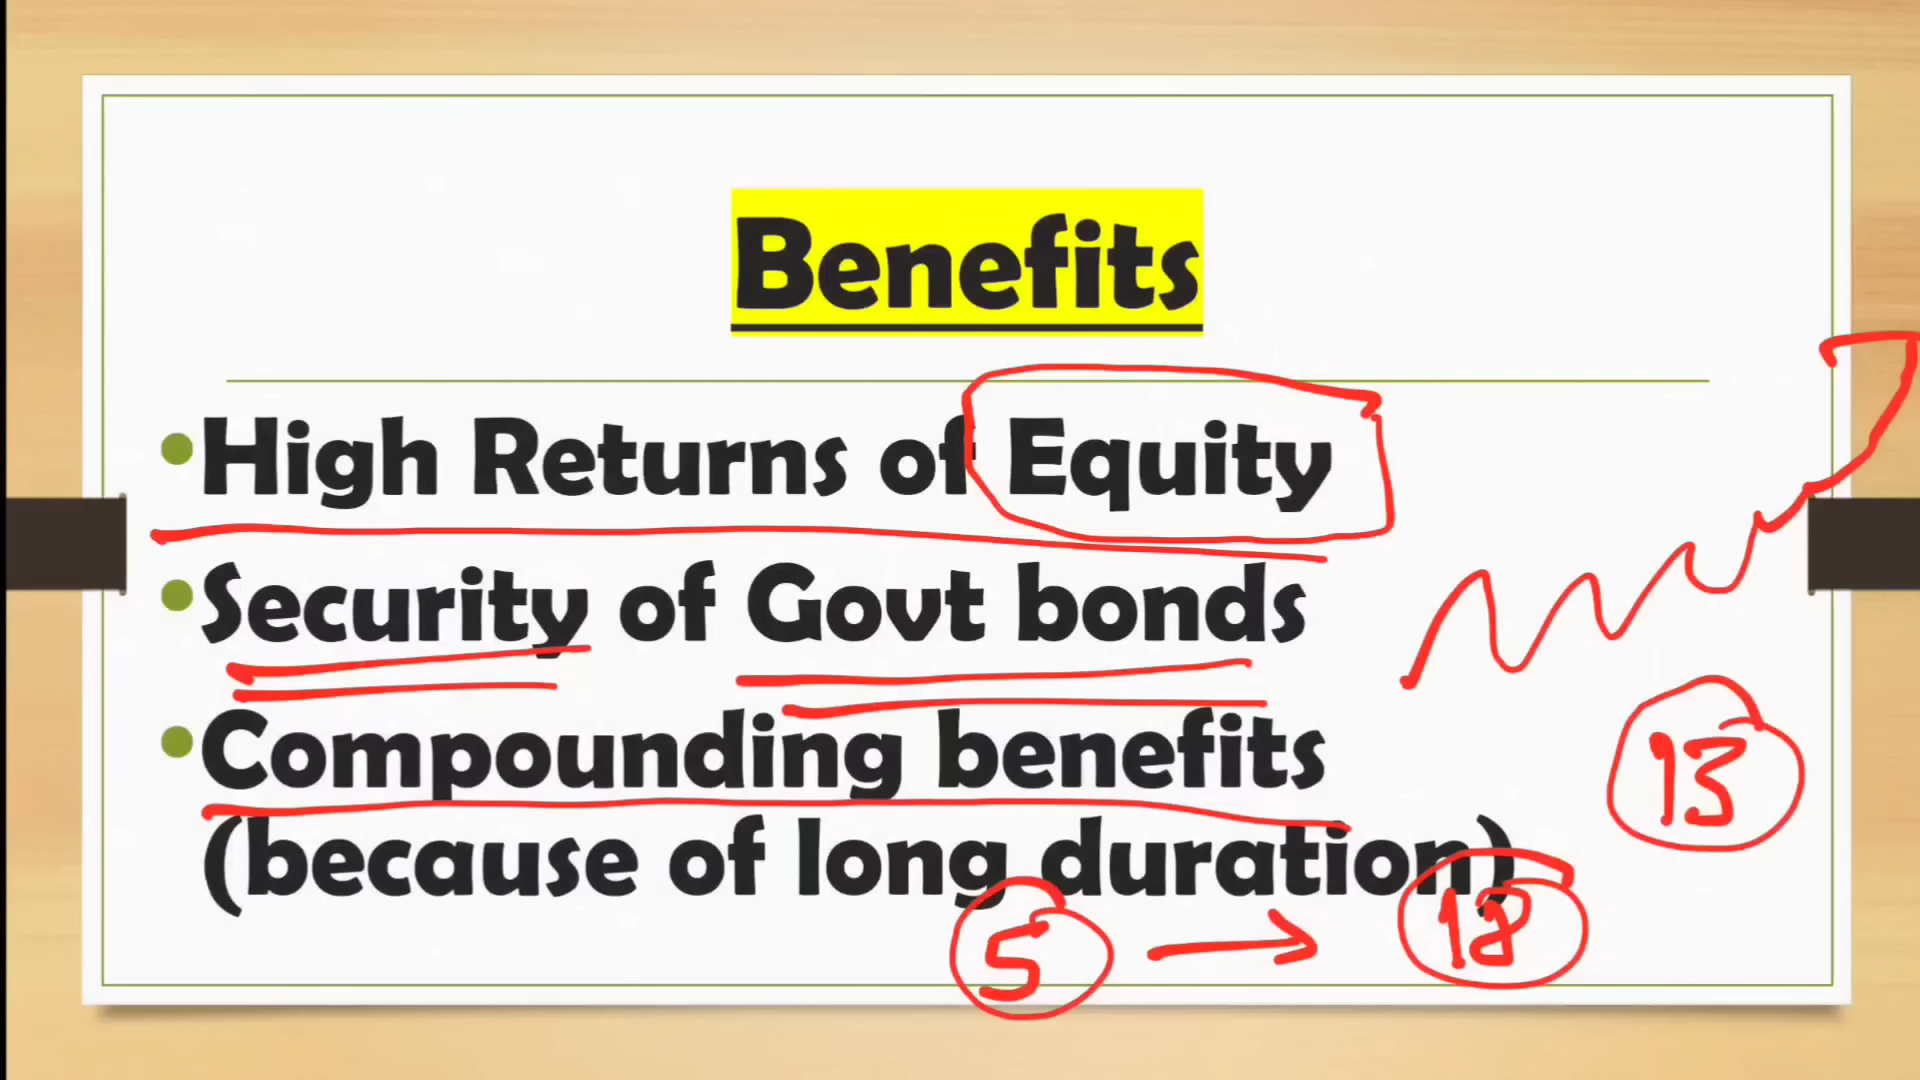 Benefits
•High Returns of Equity
•Security of Govt bonds
•Compounding benefits
13
(because of long duration)
5 → 18